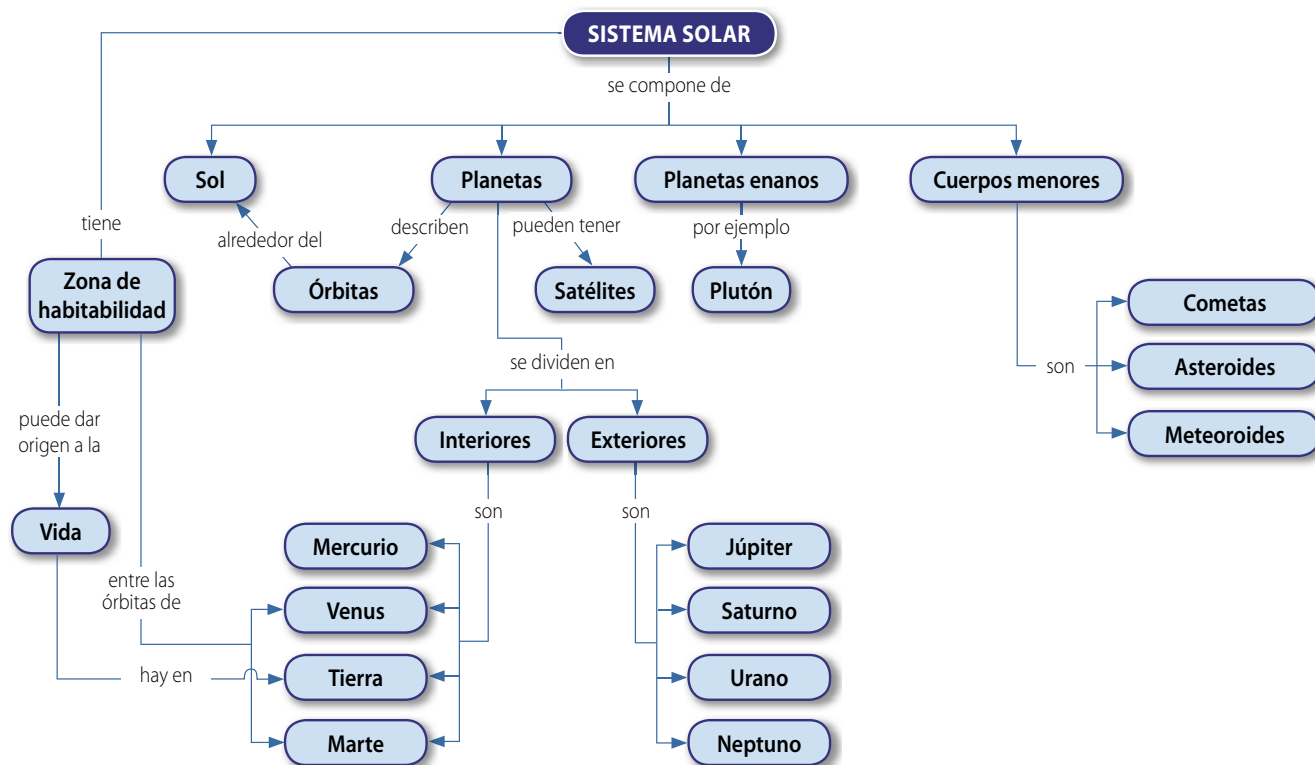 SISTEMA SOLAR
se compone de
Sol
Planetas
Planetas enanos
Cuerpos menores
tiene
alrededor del
describen
pueden tener
por ejemplo
Zona de
habitabilidad
Órbitas
Satélites
Plutón
Cometas
son
Asteroides
Meteoroides
se dividen en
puede dar
origen a la
Interiores
Exteriores
Vida
son
son
entre las
órbitas de
Mercurio
Venus
hay en
Tierra
Marte
Júpiter
Saturno
Urano
Neptuno